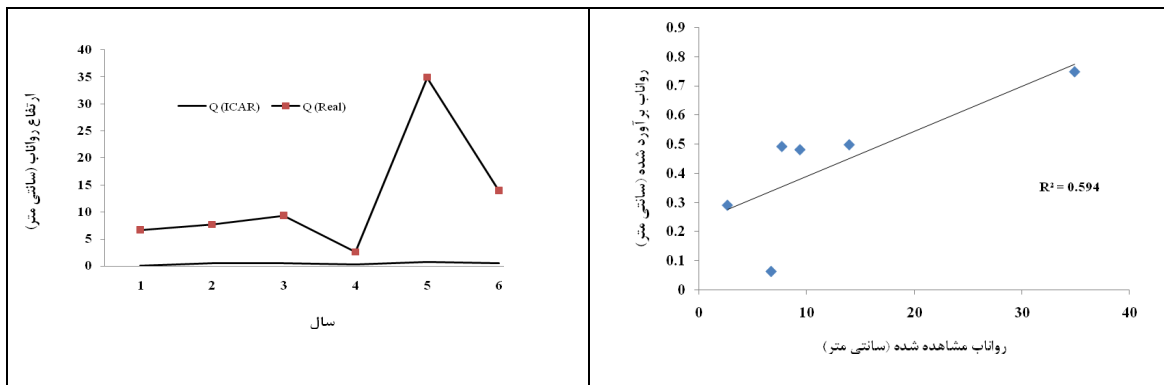 40
35
30
25
20
15
10
5
0
ارتفاع رواناب (سانتی متر)
Q (ICAR)
Q (Real)
1 2 3 4 5 6
سال
0.9
0.8
0.7
0.6
0.5
0.4
0.3
0.2
0.1
0
رواناب برآورد شده (سانتی متر)
R² = 0.594
0 10 20 30 40
رواناب مشاهده شده (سانتی متر)